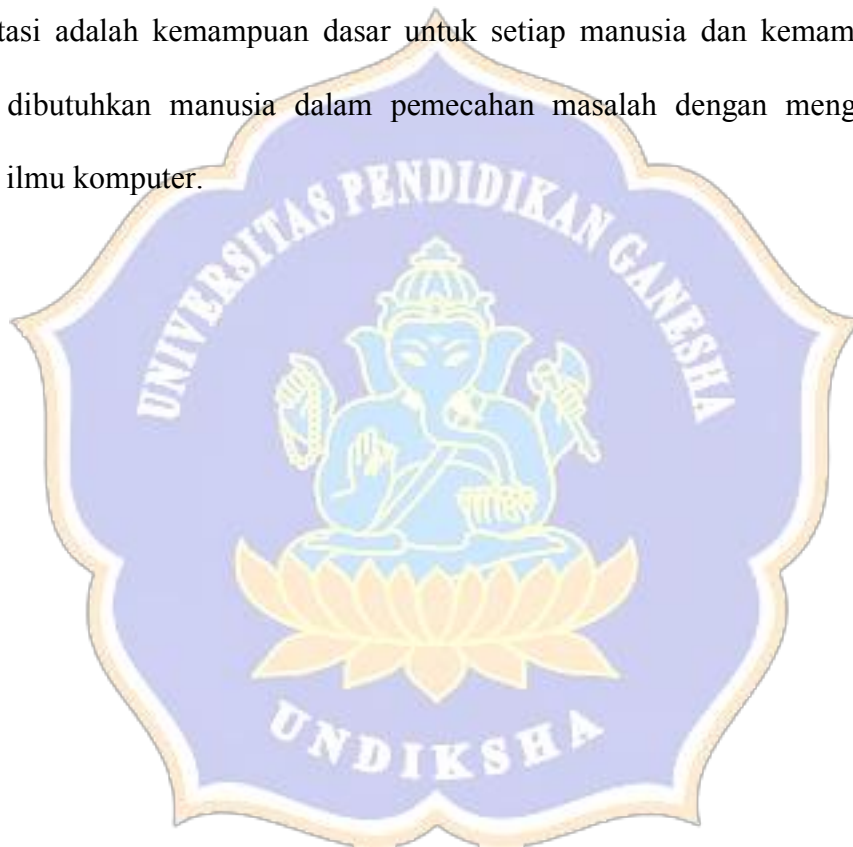 tasi adalah kemampuan dasar untuk setiap manusia dan kemam
dibutuhkan manusia dalam pemecahan masalah dengan meng
ilmu komputer.
UNIVERSITAS PENDIDIKAN GANESHA
UNDIKSHA